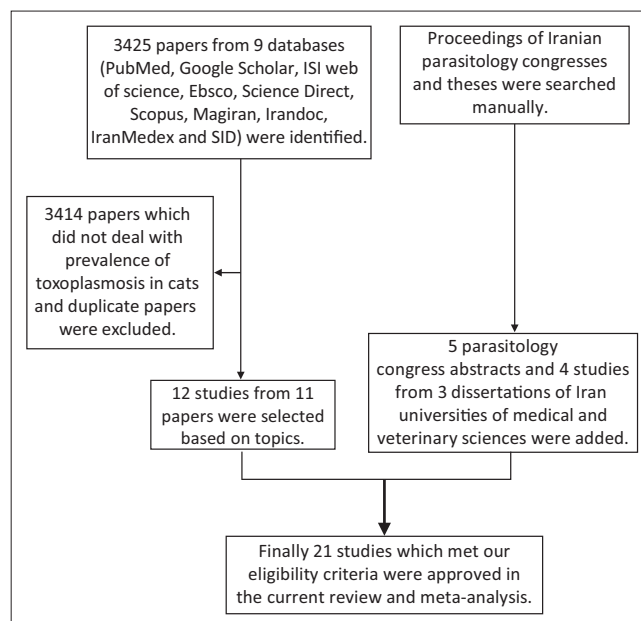 3425 papers from 9 databases
(PubMed, Google Scholar, ISI web
of science, Ebsco, Science Direct,
Scopus, Magiran, Irandoc,
IranMedex and SID) were identified.
Proceedings of Iranian
parasitology congresses
and theses were searched
manually.
3414 papers which
did not deal with
prevalence of
toxoplasmosis in cats
and duplicate papers
were excluded.
12 studies from 11
papers were selected
based on topics.
5 parasitology
congress abstracts and 4 studies
from 3 dissertations of Iran
universities of medical and
veterinary sciences were added.
Finally 21 studies which met our
eligibility criteria were approved in
the current review and meta-analysis.